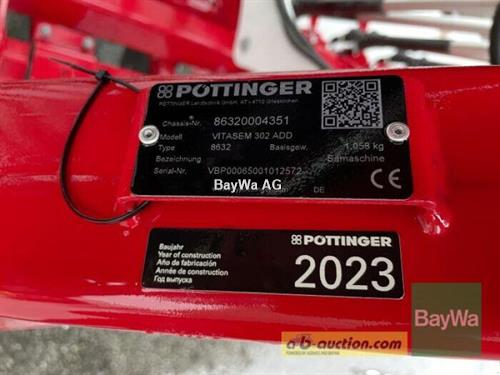 PÖTTINGER
PÖTTINGER Landtechnik GmbH, AT-4710 Grieskirchen
Chassis-Nr. 86320004351
Modell VITASEM 302 ADD
Type 8632 Basisgew. 1.058 kg
Bezeichnung Sämaschine
Serial-Nr. VBP00065001012572
BayWa AG
DE
CE
Baujahr
Year of construction
Año de fabricación
Année de construction
Год выпуска
PÖTTINGER
2023
BayWa
a-b-auction.com